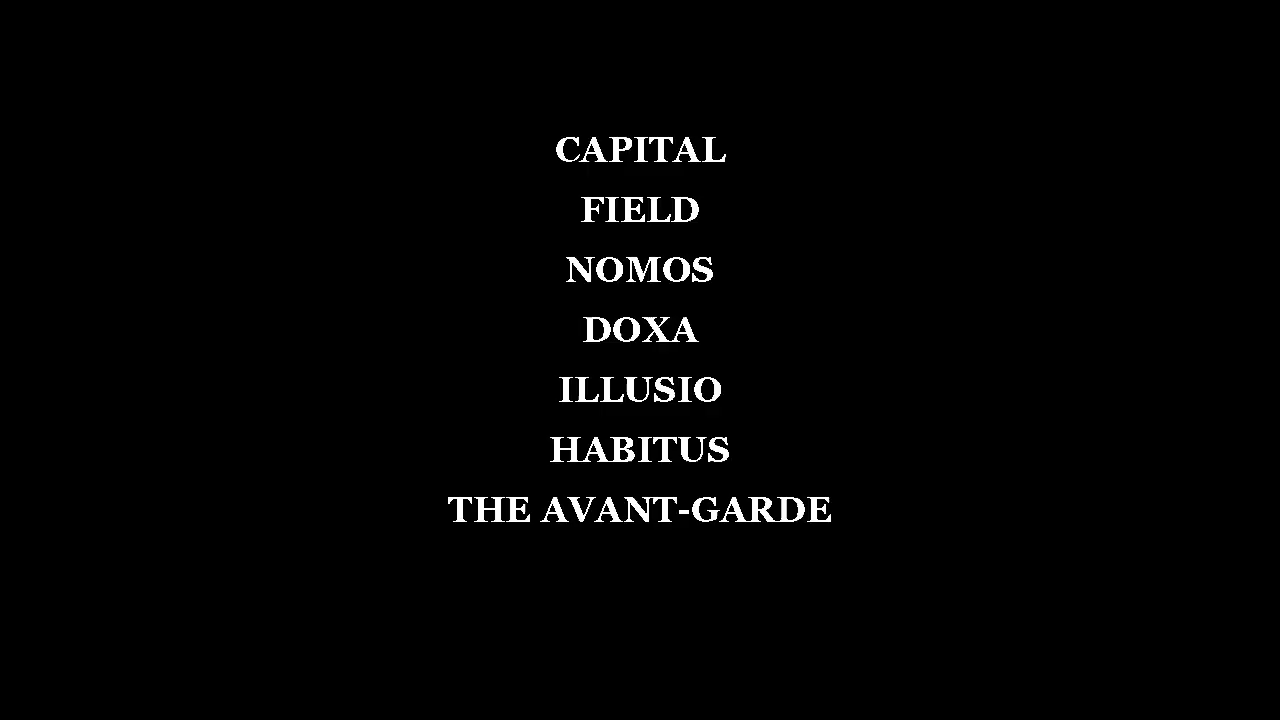 CAPITAL
FIELD
NOMOS
DOXA
ILLUSIO
HABITUS
THE AVANT-GARDE